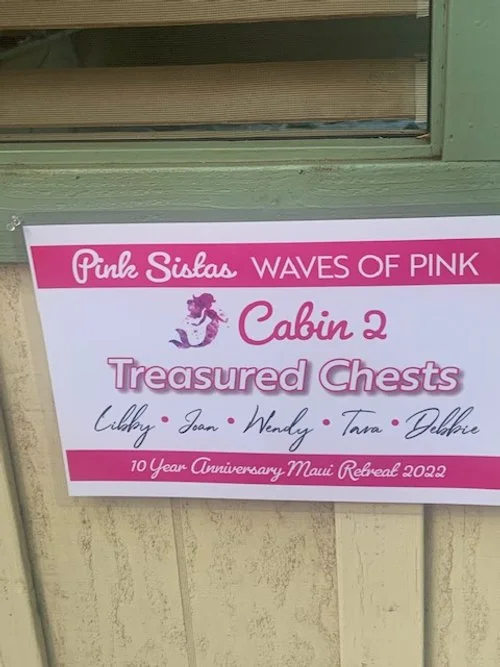 Pink Sistas WAVES OF PINK
Cabin 2
Treasured Chests
Libby • Joan • Wendy • Tava • Debbie
10 Year Anniversary Maui Retreat 2022